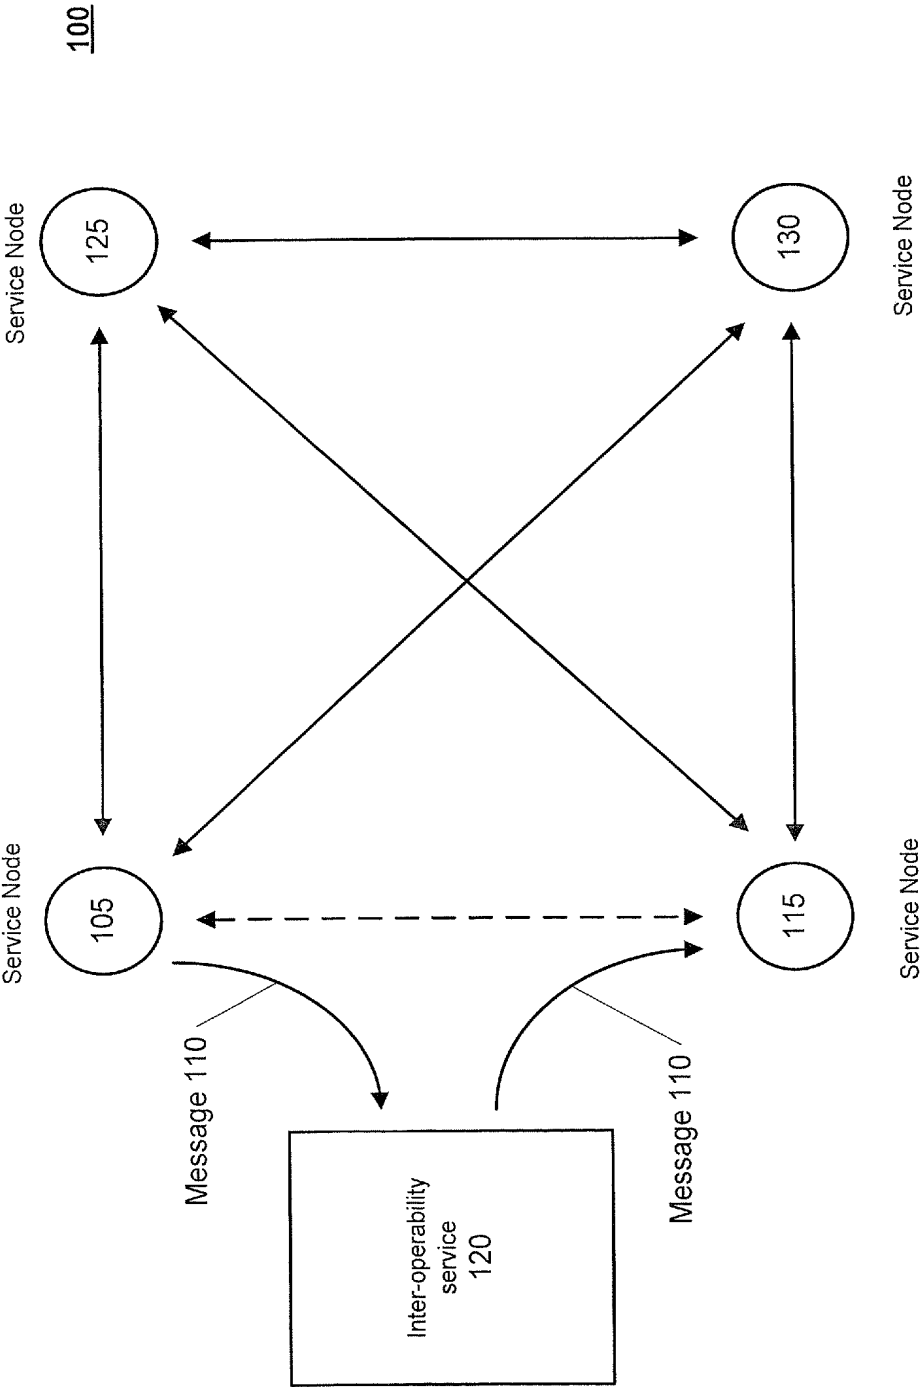 100
Service Node
125
Service Node
130
Service Node
105
Service Node
115
Message 110
Message 110
Inter-operability
service
120